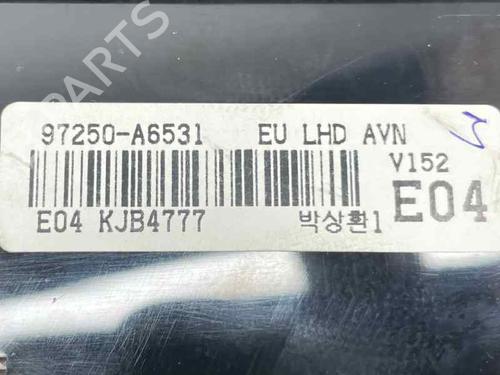 97250-A6531 EU LHD AVN
V152
E04
E04 KJB4777 박상환1
B-PARTS